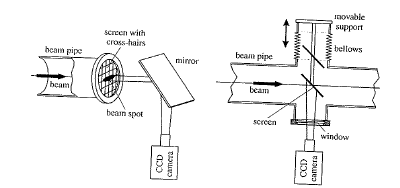 screen with
cross-hairs
mirror
beam pipe
beam
beam spot
CCD
camera
movable
support
bellows
beam pipe
beam
screen
window
CCD
camera